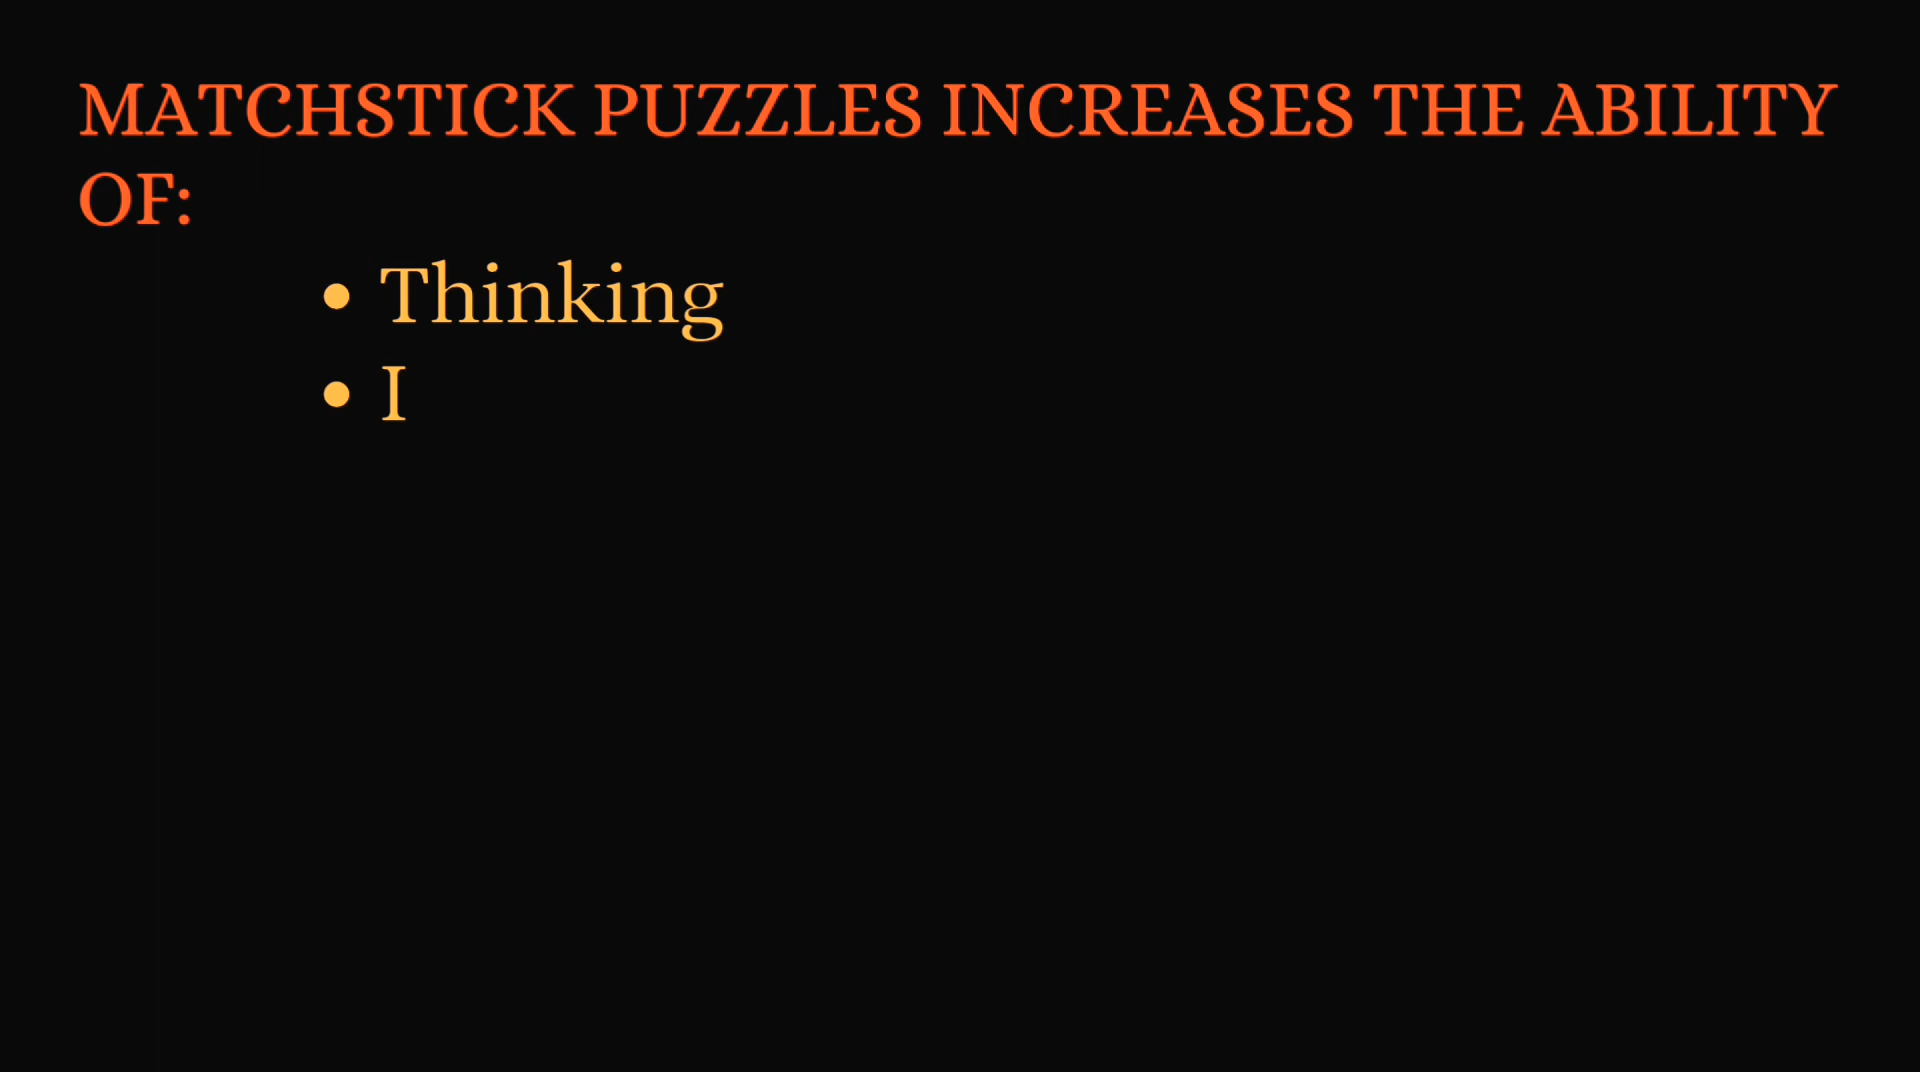 MATCHSTICK PUZZLES INCREASES THE ABILITY
OF:
• Thinking
• I